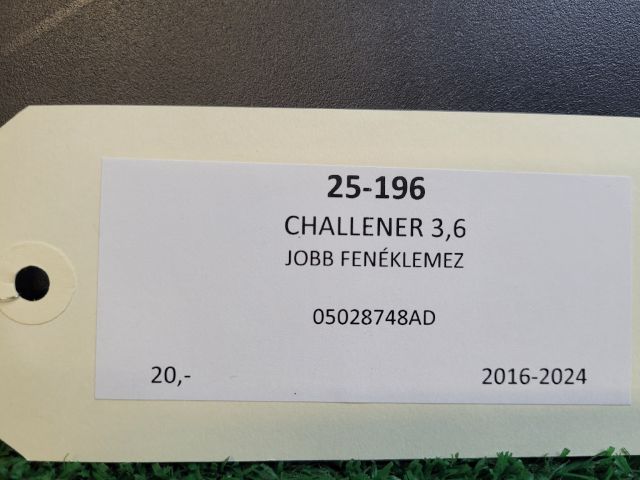 25-196
CHALLENER 3,6
JOBB FENÉKLEMEZ
05028748AD
20,- 2016-2024